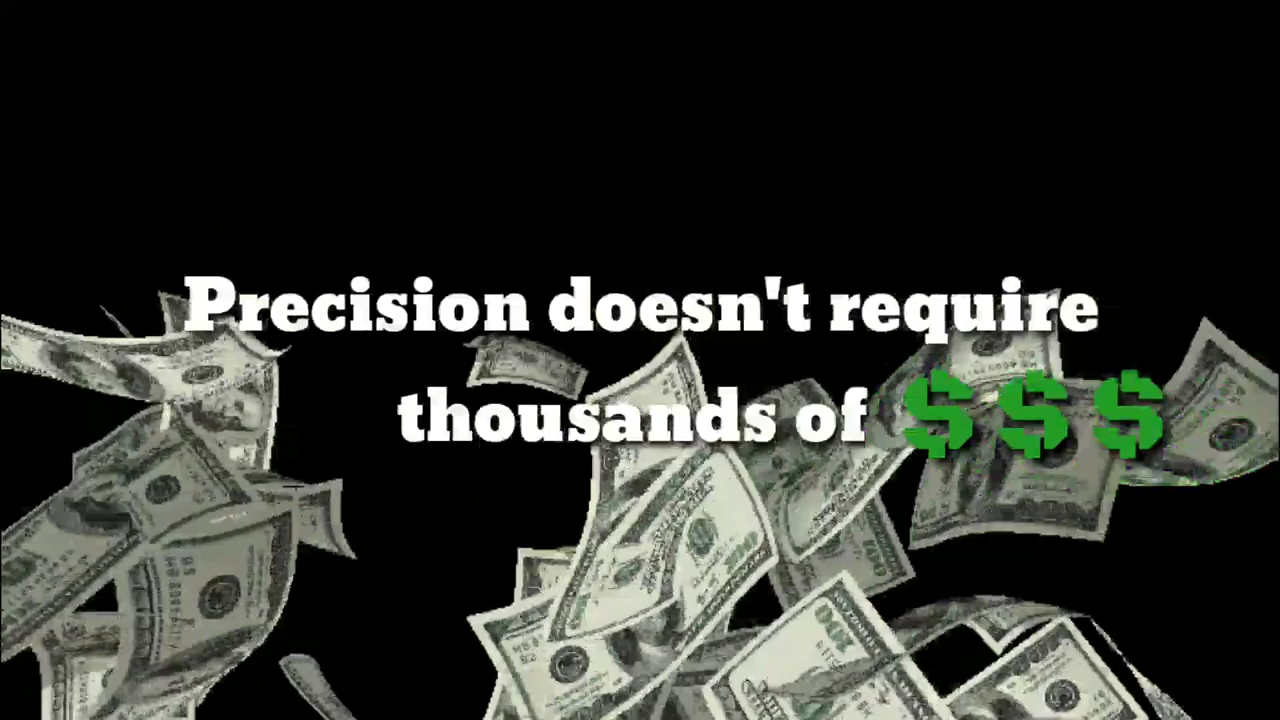 Precision doesn't require
thousands of $ $ $